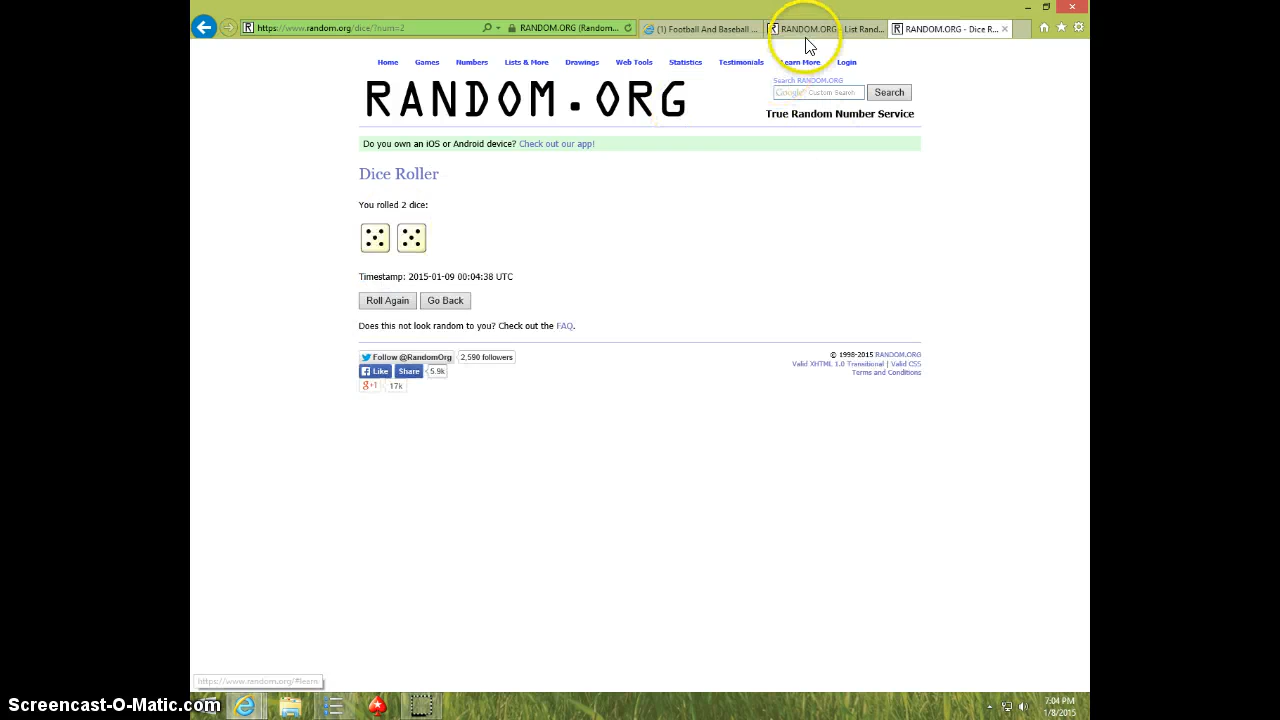 https://www.random.org/dice/?num=2
RANDOM.ORG (Random...
(1) Football And Baseball ...
RANDOM.ORG - List Rand...
RANDOM.ORG - Dice R...
Home Games Numbers Lists & More Drawings Web Tools Statistics Testimonials Learn More Login
Search RANDOM.ORG
Google Custom Search
Search
RANDOM.ORG
True Random Number Service
Do you own an iOS or Android device? Check out our app!
Dice Roller
You rolled 2 dice:
Timestamp: 2015-01-09 00:04:38 UTC
Roll Again Go Back
Does this not look random to you? Check out the FAQ.
Follow @RandomOrg 2,590 followers
Like Share 5.9k
g+1 17k
© 1998-2015 RANDOM.ORG
Valid XHTML 1.0 Transitional | Valid CSS
Terms and Conditions
https://www.random.org/#learn
Screencast-O-Matic.com
7:04 PM
1/8/2015